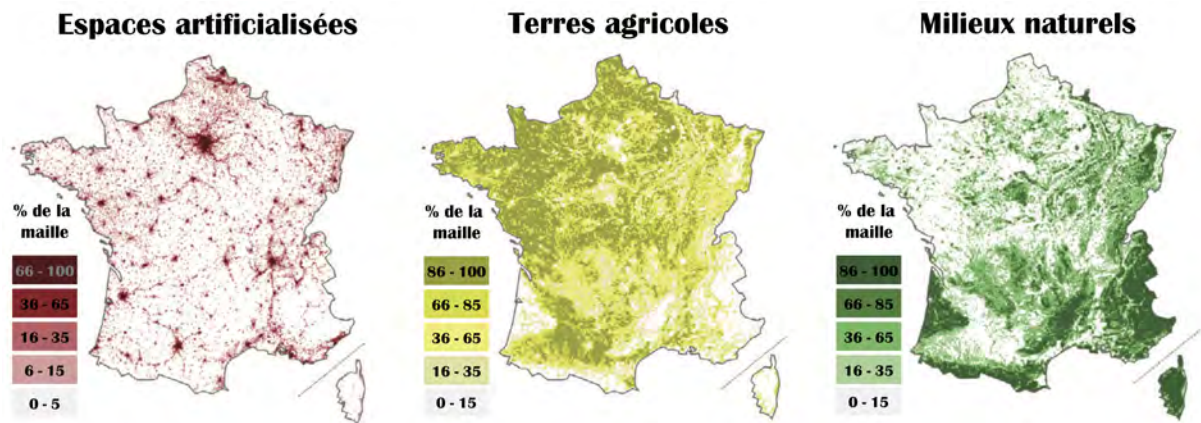 Espaces artificialisées
Terres agricoles
Milieux naturels
% de la
maille
66 - 100
36 - 65
16 - 35
6 - 15
0 - 5
% de la
maille
86 - 100
66 - 85
36 - 65
16 - 35
0 - 15
% de la
maille
86 - 100
66 - 85
36 - 65
16 - 35
0 - 15